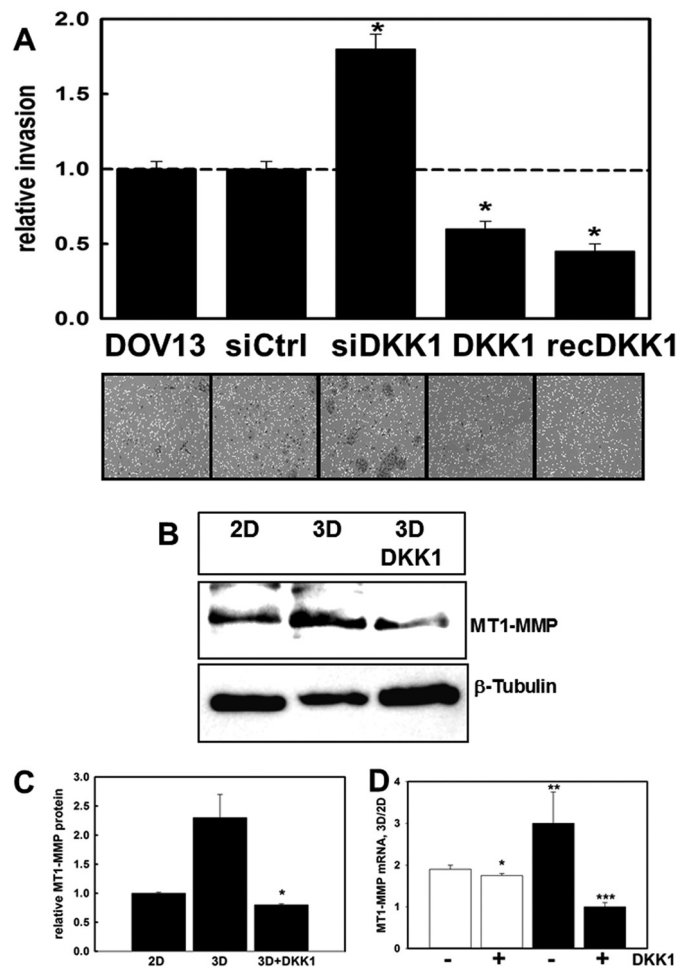 A
relative invasion
2.0
1.5
1.0
0.5
0.0
*
*
*
DOV13 siCtrl siDKK1 DKK1 recDKK1
B
2D 3D 3D
DKK1
MT1-MMP
β-Tubulin
C
relative MT1-MMP protein
3.0
2.5
2.0
1.5
1.0
0.5
0.0
*
2D 3D 3D+DKK1
D
MT1-MMP mRNA, 3D/2D
4
3
2
1
0
*
**
***
- + - + DKK1